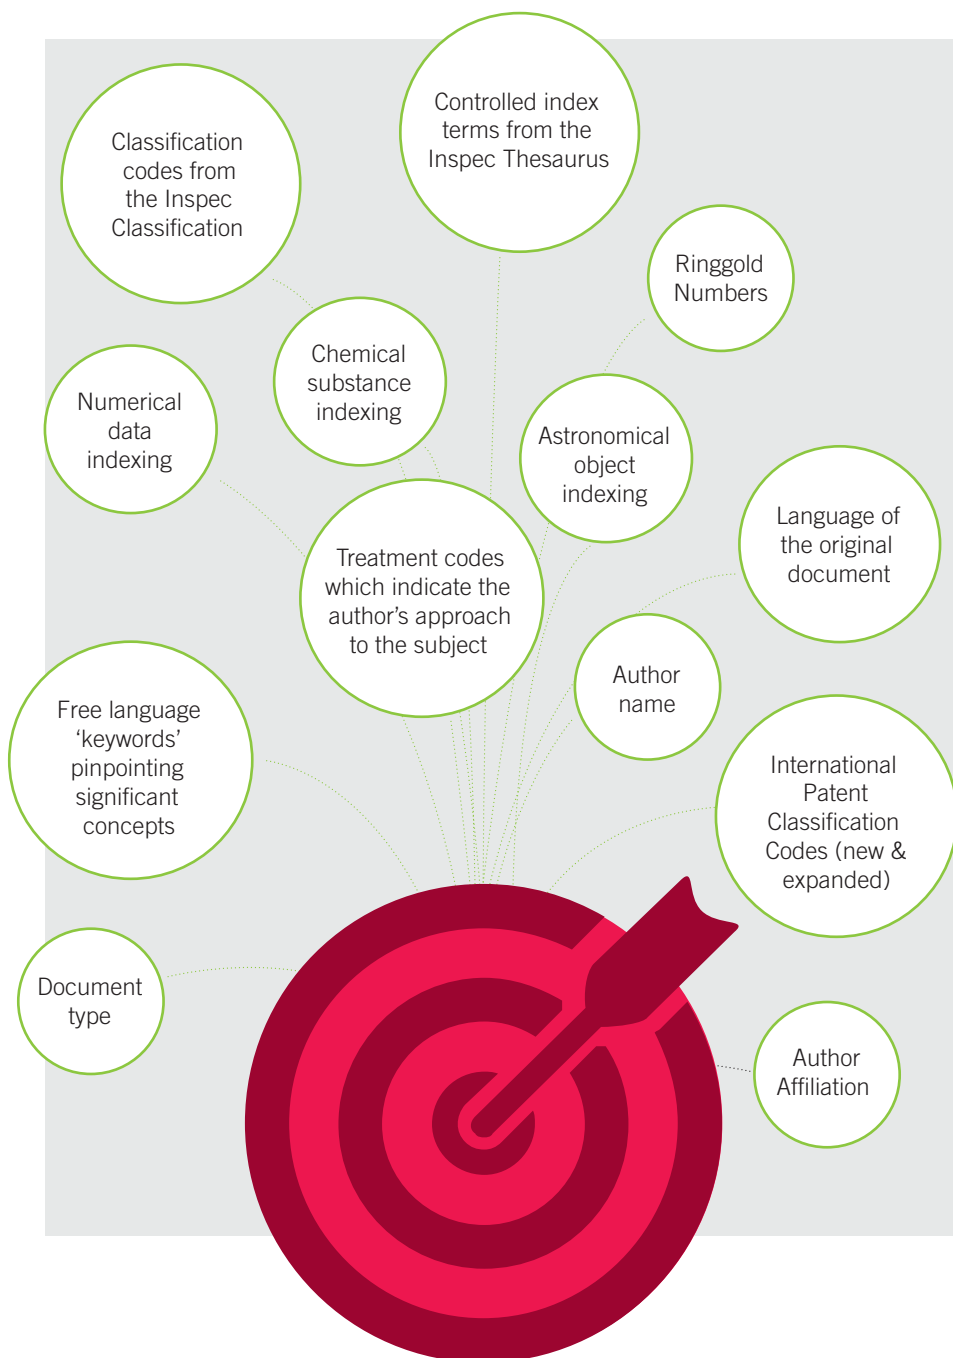 Controlled index
terms from the
Inspec Thesaurus
Classification
codes from
the Inspec
Classification
Ringgold
Numbers
Chemical
substance
indexing
Numerical
data
indexing
Astronomical
object
indexing
Language of
the original
document
Treatment codes
which indicate the
author’s approach
to the subject
Author
name
Free language
‘keywords’
pinpointing
significant
concepts
International
Patent
Classification
Codes (new &
expanded)
Document
type
Author
Affiliation